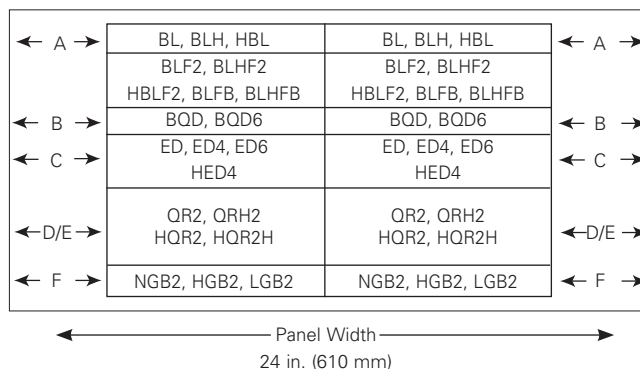 A BL, BLH, HBL BL, BLH, HBL A
BLF2, BLHF2 BLF2, BLHF2
HBLF2, BLFB, BLHFB HBLF2, BLFB, BLHFB
B BQD, BQD6 BQD, BQD6 B
C ED, ED4, ED6 ED, ED4, ED6 C
HED4 HED4
D/E QR2, QRH2 QR2, QRH2 D/E
HQR2, HQR2H HQR2, HQR2H
F NGB2, HGB2, LGB2 NGB2, HGB2, LGB2 F
Panel Width
24 in. (610 mm)